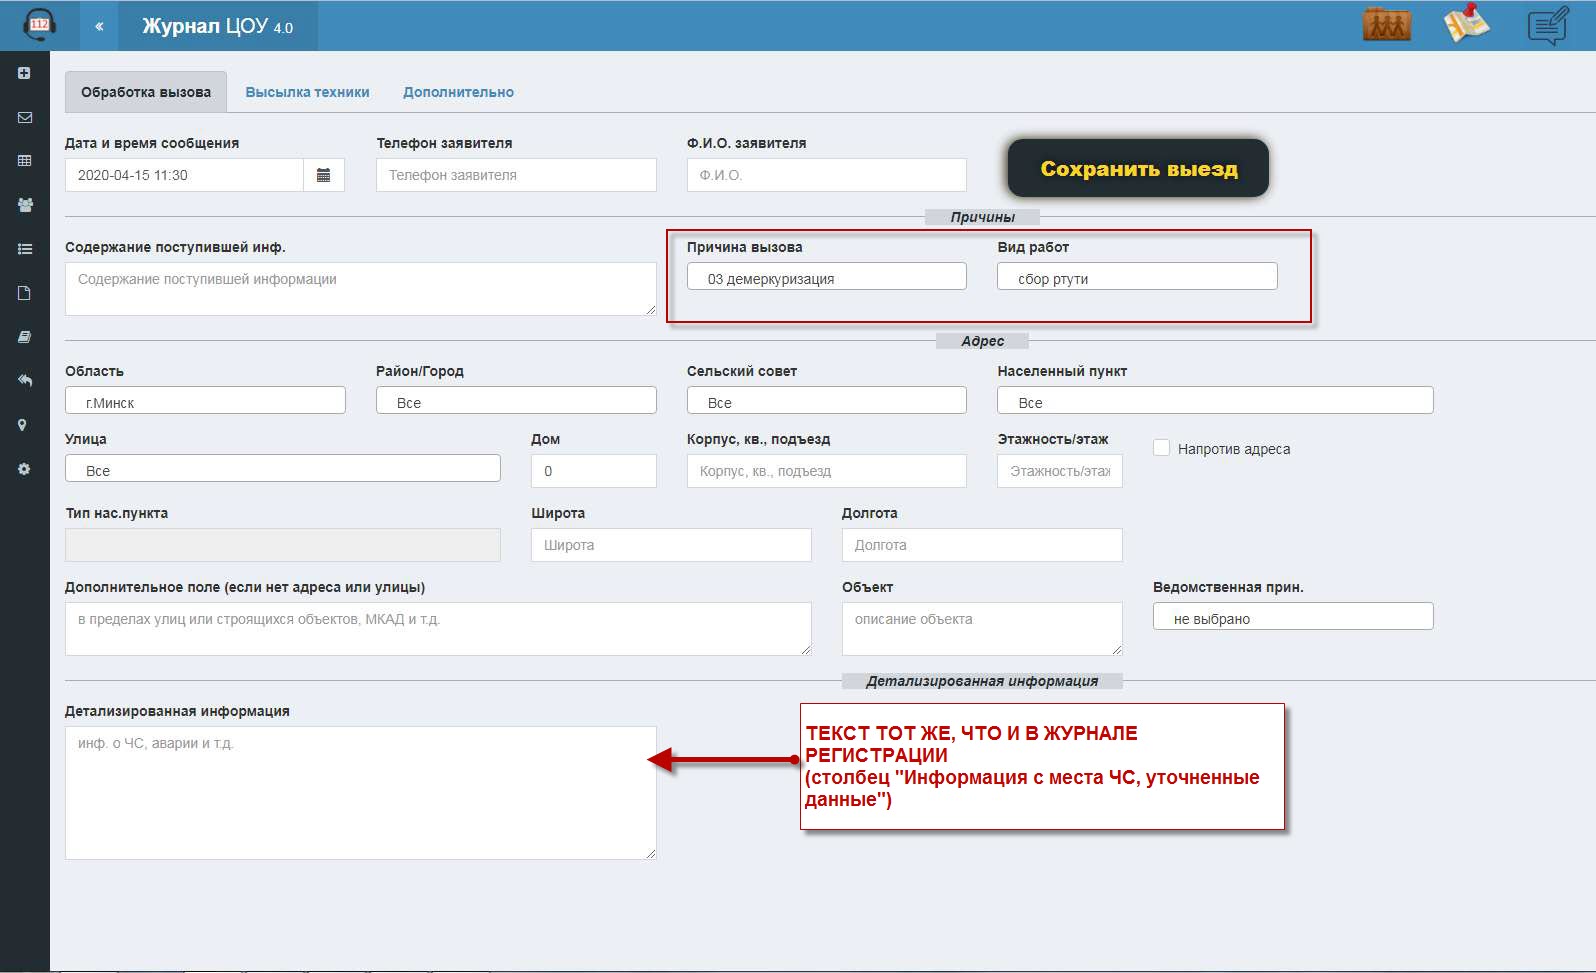 112
«
Журнал ЦОУ 4.0
Обработка вызова
Высылка техники
Дополнительно
Дата и время сообщения
Телефон заявителя
Ф.И.О. заявителя
2020-04-15 11:30
Телефон заявителя
Ф.И.О.
Сохранить выезд
Причины
Содержание поступившей инф.
Причина вызова
Вид работ
Содержание поступившей информации
03 демеркуризация
сбор ртути
Адрес
Область
Район/Город
Сельский совет
Населенный пункт
г.Минск
Все
Все
Все
Улица
Дом
Корпус, кв., подъезд
Этажность/этаж
Напротив адреса
Все
0
Корпус, кв., подъезд
Этажность/этаж
Тип нас.пункта
Широта
Долгота
Широта
Долгота
Дополнительное поле (если нет адреса или улицы)
Объект
Ведомственная прин.
в пределах улиц или строящихся объектов, МКАД и т.д.
описание объекта
не выбрано
Детализированная информация
Детализированная информация
инф. о ЧС, аварии и т.д.
ТЕКСТ ТОТ ЖЕ, ЧТО И В ЖУРНАЛЕ
РЕГИСТРАЦИИ
(столбец "Информация с места ЧС, уточненные
данные")